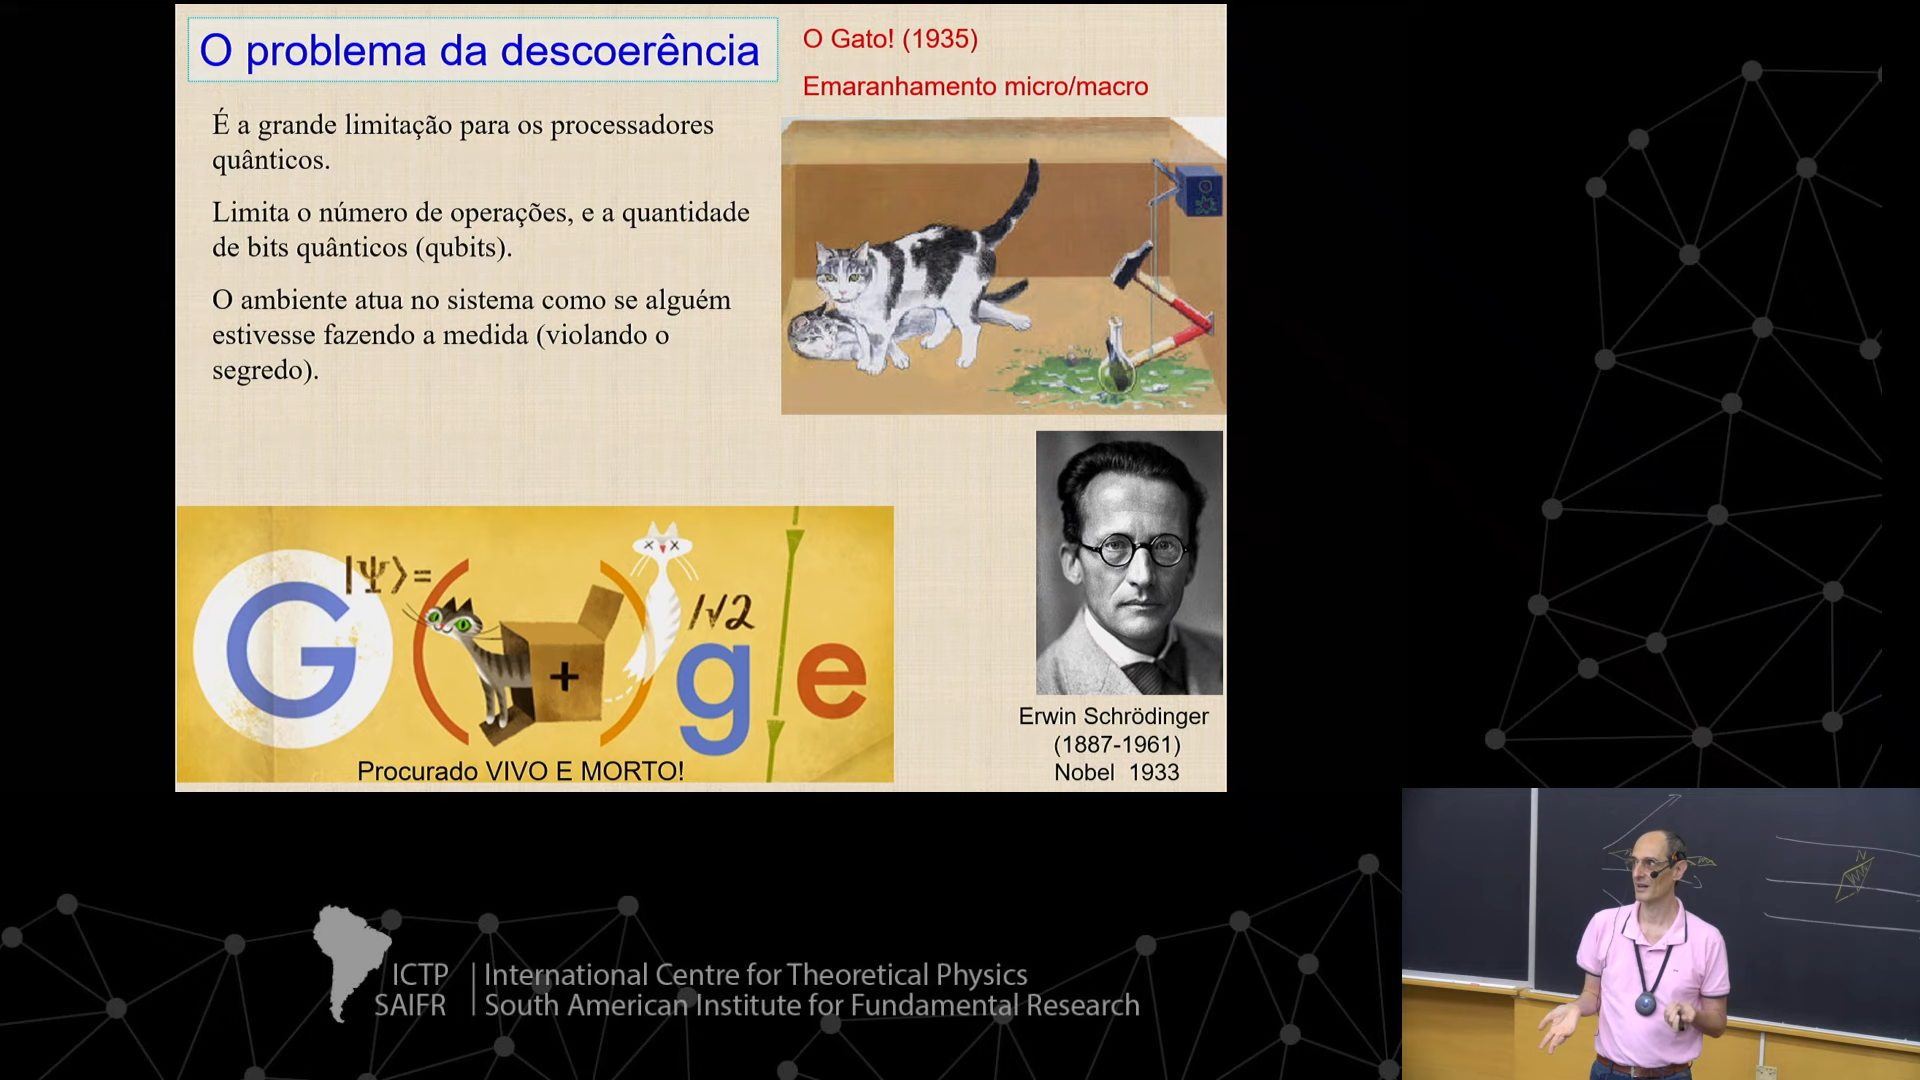 O problema da descoerência
É a grande limitação para os processadores
quânticos.
Limita o número de operações, e a quantidade
de bits quânticos (qubits).
O ambiente atua no sistema como se alguém
estivesse fazendo a medida (violando o
segredo).
O Gato! (1935)
Emaranhamento micro/macro
|Ψ⟩=
G ( + ) g l e
/√2
Procurado VIVO E MORTO!
Erwin Schrödinger
(1887-1961)
Nobel 1933
N
ICTP | International Centre for Theoretical Physics
SAIFR | South American Institute for Fundamental Research